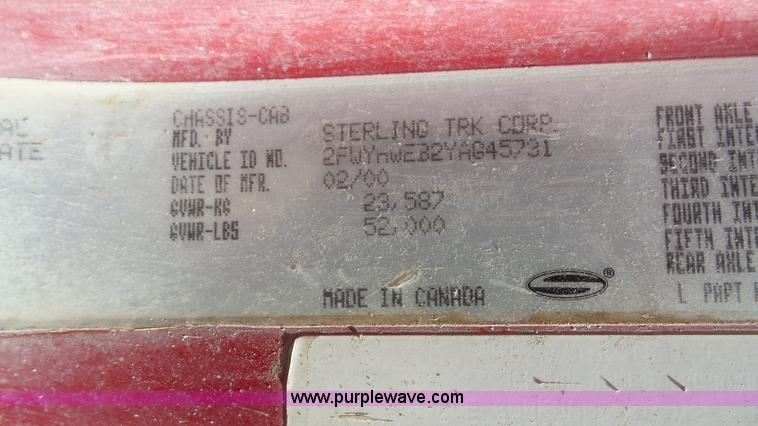 CHASSIS-CAB
MFD. BY STERLING TRK CORP.
VEHICLE ID NO.
DATE OF MFR. 02/00
GVWR-KG 23,587
GVWR-LBS 52,000
MADE IN CANADA
®
FRONT AXLE
FIRST INTE
SECOND INT
THIRD INTE
FOURTH INT
FIFTH INTE
REAR AXLE
AL
ATE
www.purplewave.com